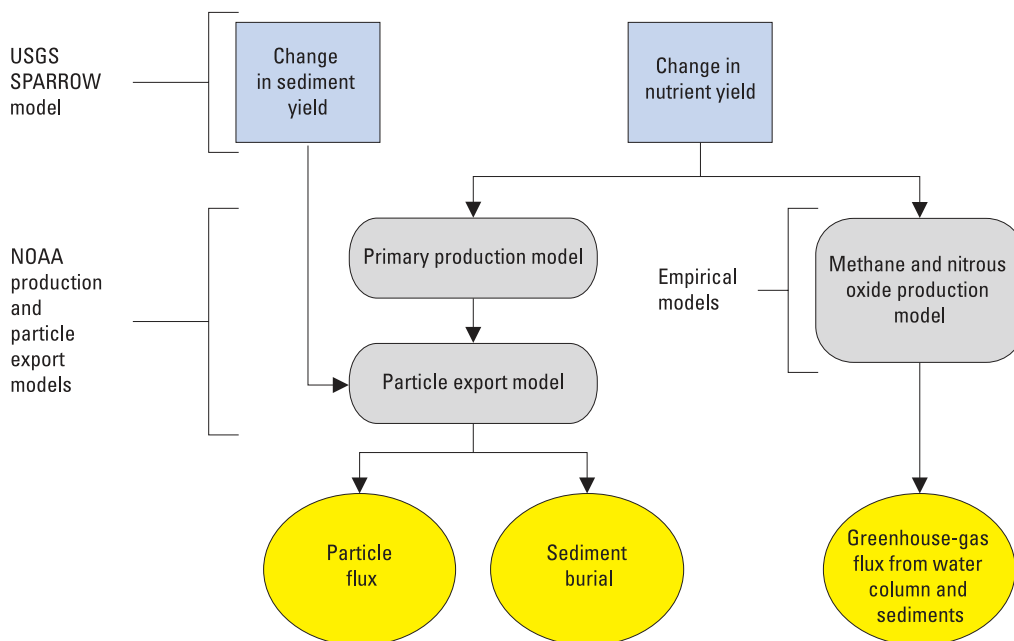 USGS
SPARROW
model
Change
in sediment
yield
Change in
nutrient yield
NOAA
production
and
particle
export
models
Primary production model
Particle export model
Empirical
models
Methane and nitrous
oxide production
model
Particle
flux
Sediment
burial
Greenhouse-gas
flux from water
column and
sediments